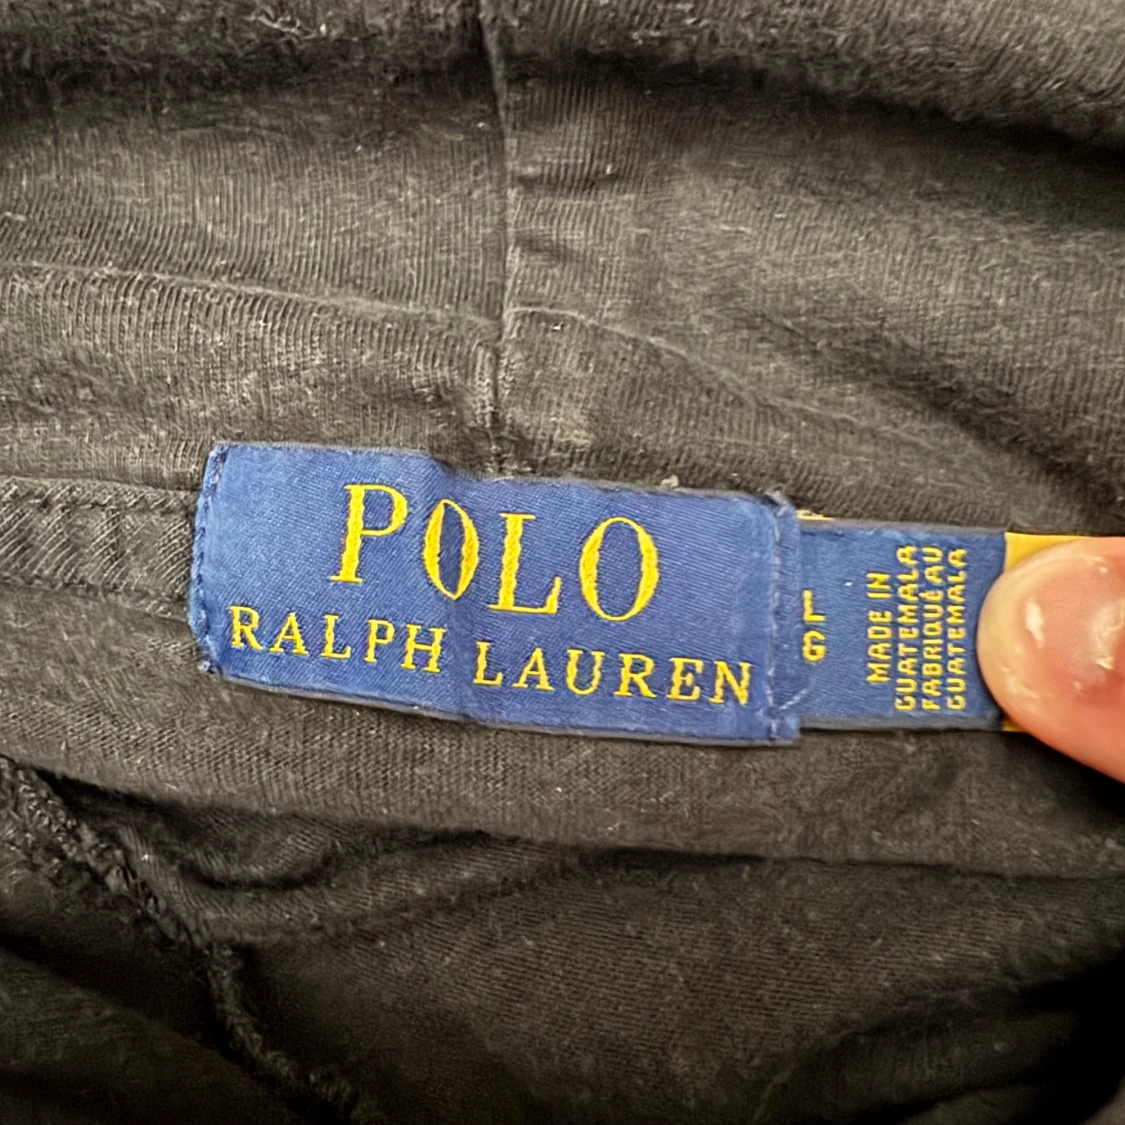 POLO
RALPH LAUREN
L G
MADE IN
GUATEMALA
FABRIQUÉ AU
GUATEMALA